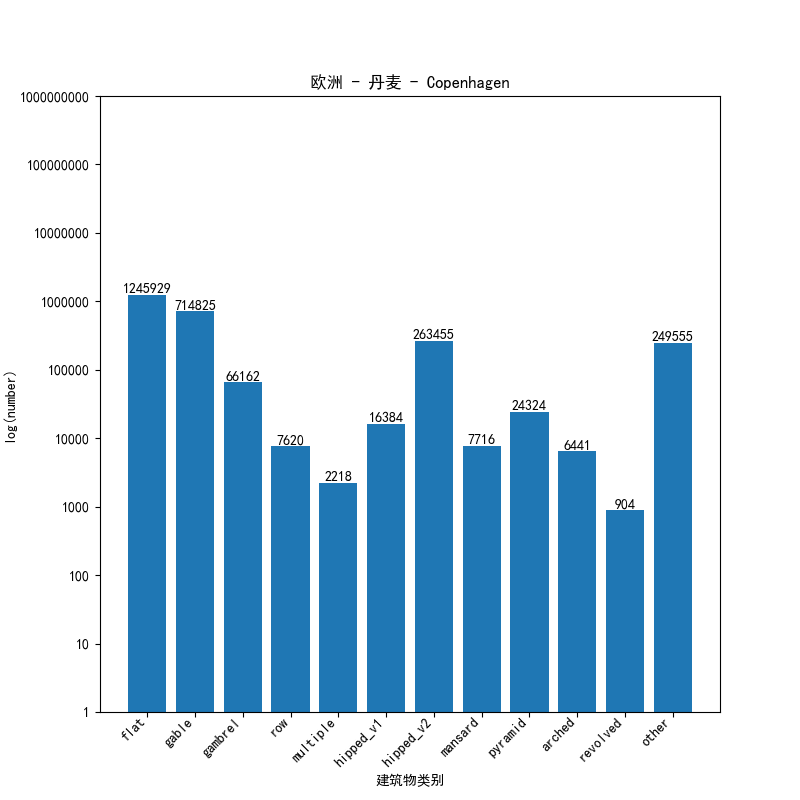 欧洲 - 丹麦 - Copenhagen
1000000000
100000000
10000000
1000000
100000
10000
1000
100
10
1
log(number)
1245929
714825
66162
7620
2218
16384
263455
7716
24324
6441
904
249555
flat
gable
gambrel
row
multiple
hipped_v1
hipped_v2
mansard
pyramid
arched
revolved
other
建筑物类别